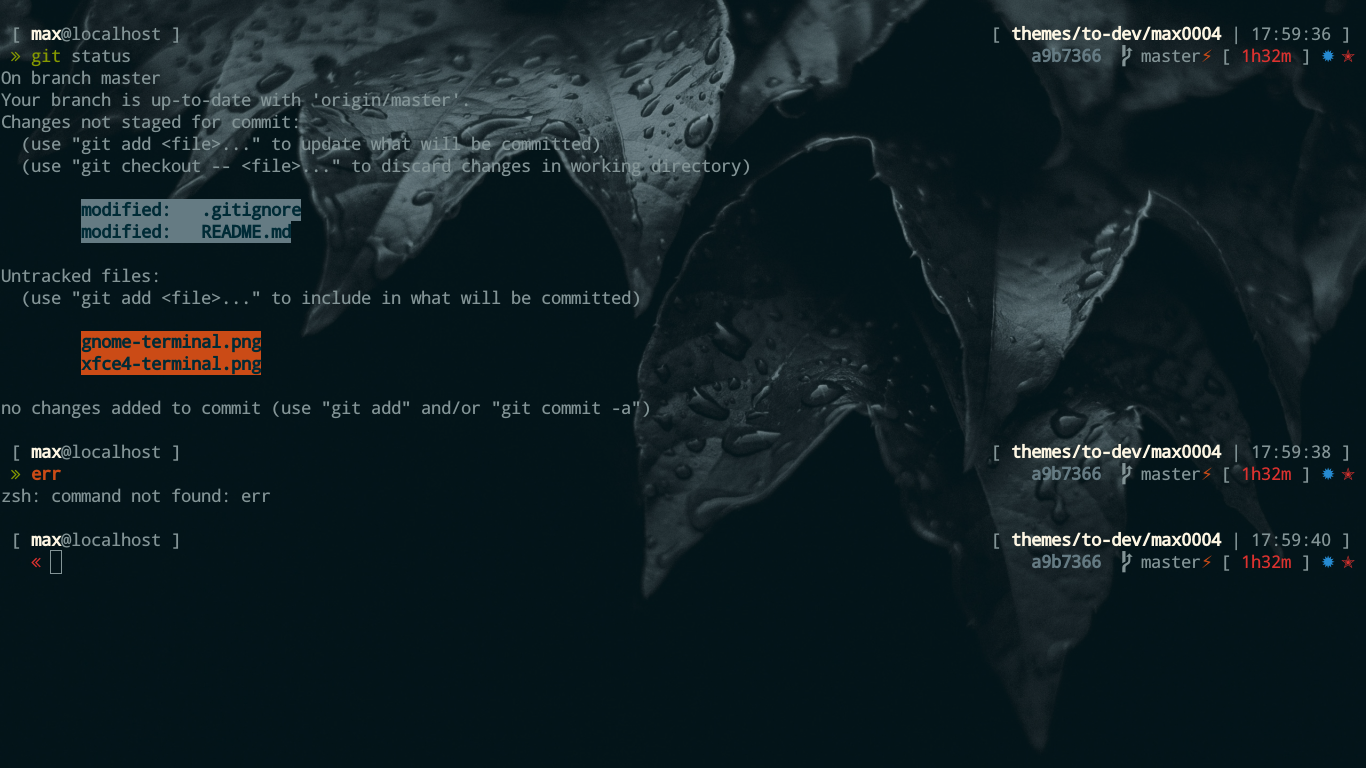 [ max@localhost ] [ themes/to-dev/max0004 | 17:59:36 ]
» git status a9b7366 master⚡ [ 1h32m ] ✹ ✭
On branch master
Your branch is up-to-date with 'origin/master'.
Changes not staged for commit:
(use "git add <file>..." to update what will be committed)
(use "git checkout -- <file>..." to discard changes in working directory)
modified: .gitignore
modified: README.md
Untracked files:
(use "git add <file>..." to include in what will be committed)
gnome-terminal.png
xfce4-terminal.png
no changes added to commit (use "git add" and/or "git commit -a")
[ max@localhost ] [ themes/to-dev/max0004 | 17:59:38 ]
» err a9b7366 master⚡ [ 1h32m ] ✹ ✭
zsh: command not found: err
[ max@localhost ] [ themes/to-dev/max0004 | 17:59:40 ]
« a9b7366 master⚡ [ 1h32m ] ✹ ✭